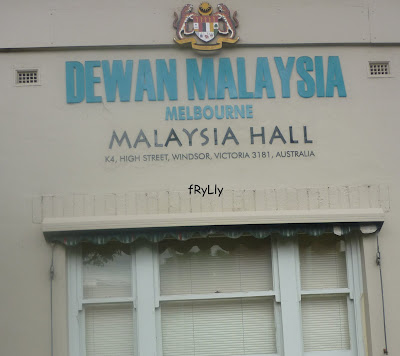 DEWAN MALAYSIA
MELBOURNE
MALAYSIA HALL
K4, HIGH STREET, WINDSOR, VICTORIA 3181, AUSTRALIA
fRyLly